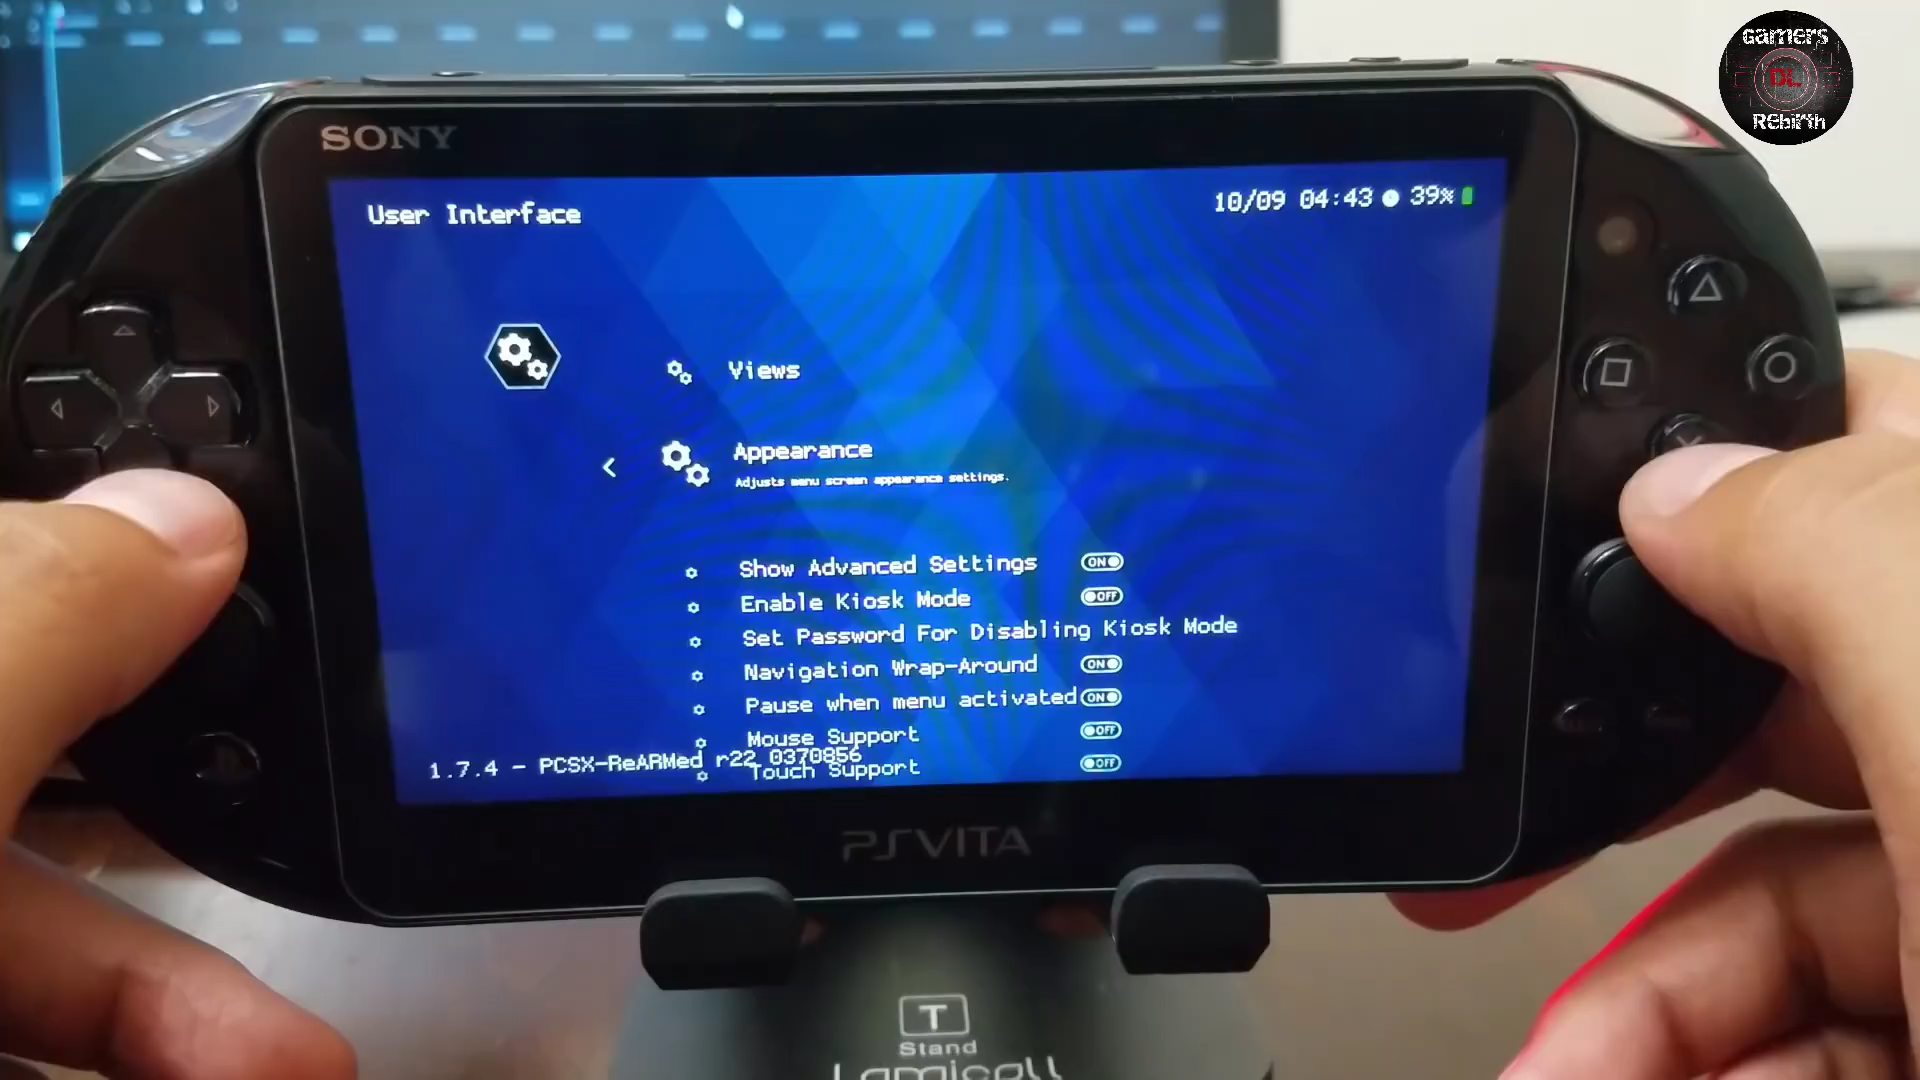 Gamers
DL
REbirth
SONY
User Interface
10/09 04:43 39%
Views
Appearance
Adjusts menu screen appearance settings.
Show Advanced Settings ON
Enable Kiosk Mode OFF
Set Password For Disabling Kiosk Mode
Navigation Wrap-Around ON
Pause when menu activated ON
Mouse Support OFF
1.7.4 - PCSX-ReARMed r22 0370856
Touch Support OFF
PSVITA
T
Stand
Lamicall